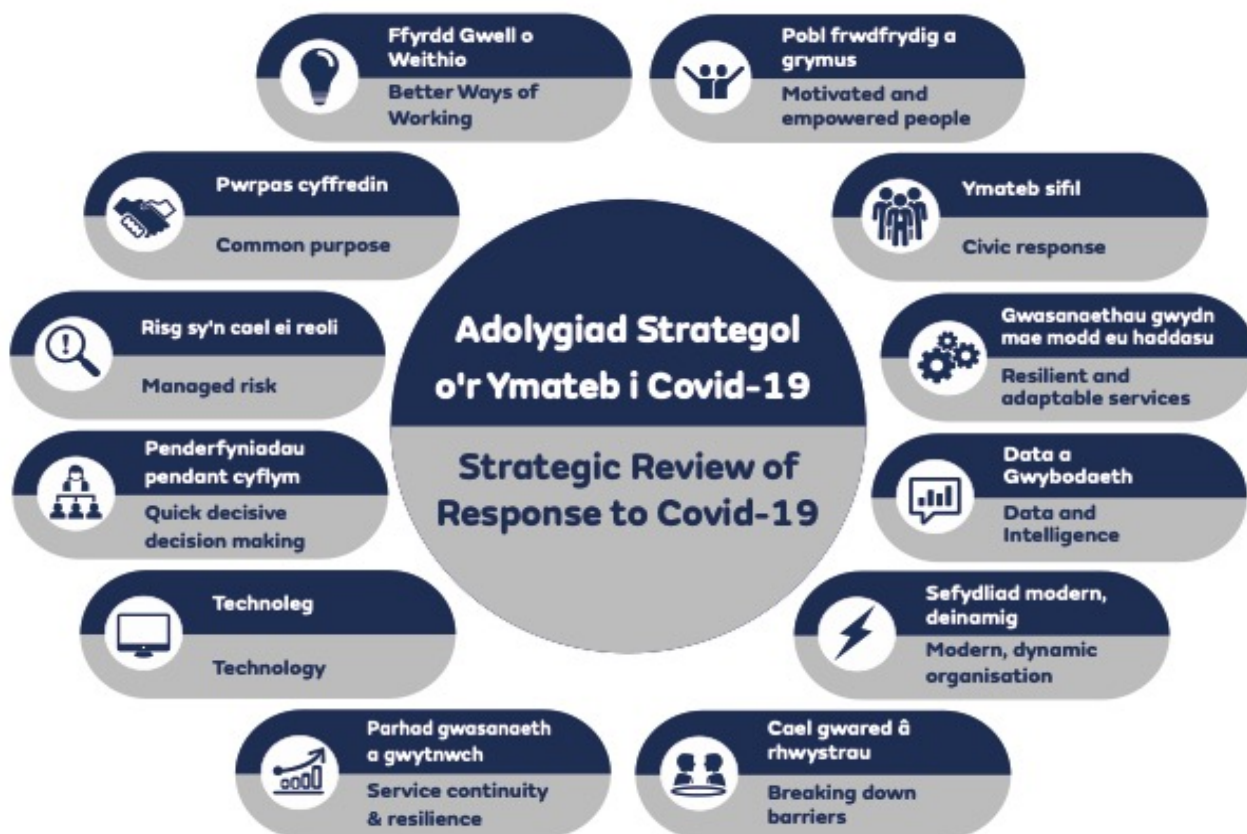 Ffyrdd Gwell o
Weithio
Better Ways of
Working
Pobl frwdfrydig a
grymus
Motivated and
empowered people
Pwrpas cyffredin
Common purpose
Ymateb sifil
Civic response
Risg sy'n cael ei reoli
Managed risk
Adolygiad Strategol
o'r Ymateb i Covid-19
Strategic Review of
Response to Covid-19
Gwasanaethau gwydn
mae modd eu haddasu
Resilient and
adaptable services
Penderfyniadau
pendant cyflym
Quick decisive
decision making
Data a
Gwybodaeth
Data and
Intelligence
Technoleg
Technology
Sefydliad modern,
deinamig
Modern, dynamic
organisation
Parhad gwasanaeth
a gwytnwch
Service continuity
& resilience
Cael gwared â
rhwystrau
Breaking down
barriers